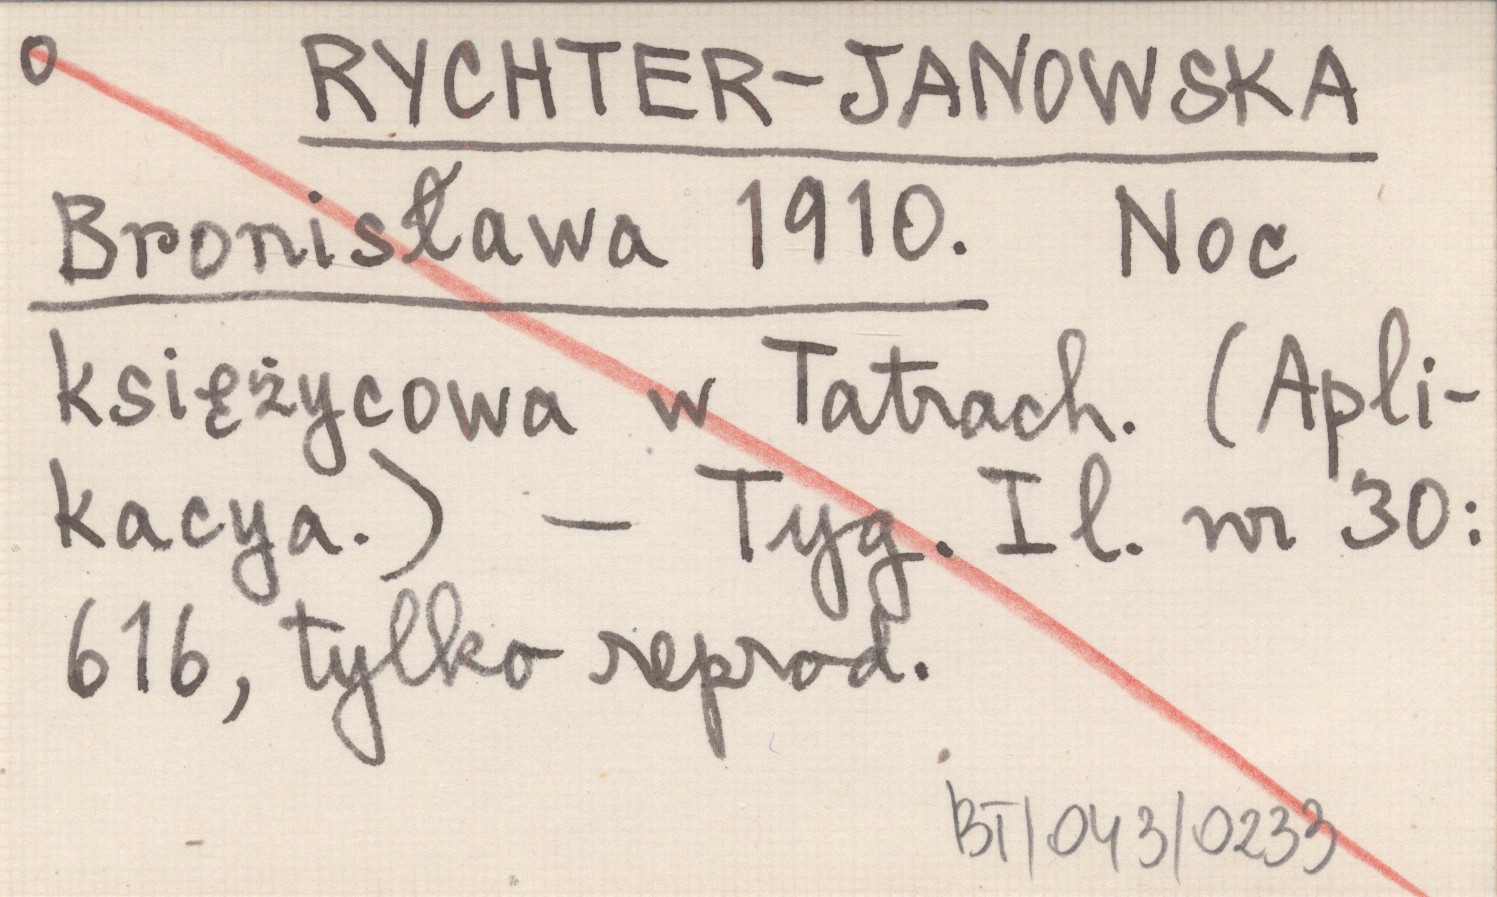 o RYCHTER-JANOWSKA
Bronisława 1910. Noc
księżycowa w Tatrach. (Apli-
kacya.) — Tyg. Il. nr 30:
616, tylko reprod.
BT/043/0233